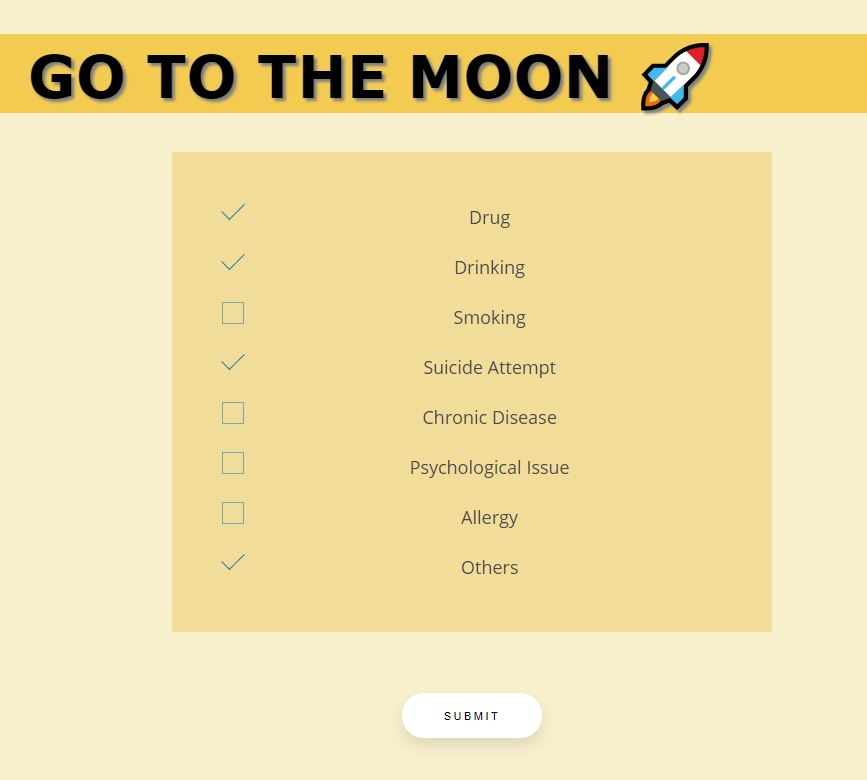 GO TO THE MOON 🚀
Drug
Drinking
Smoking
Suicide Attempt
Chronic Disease
Psychological Issue
Allergy
Others
SUBMIT